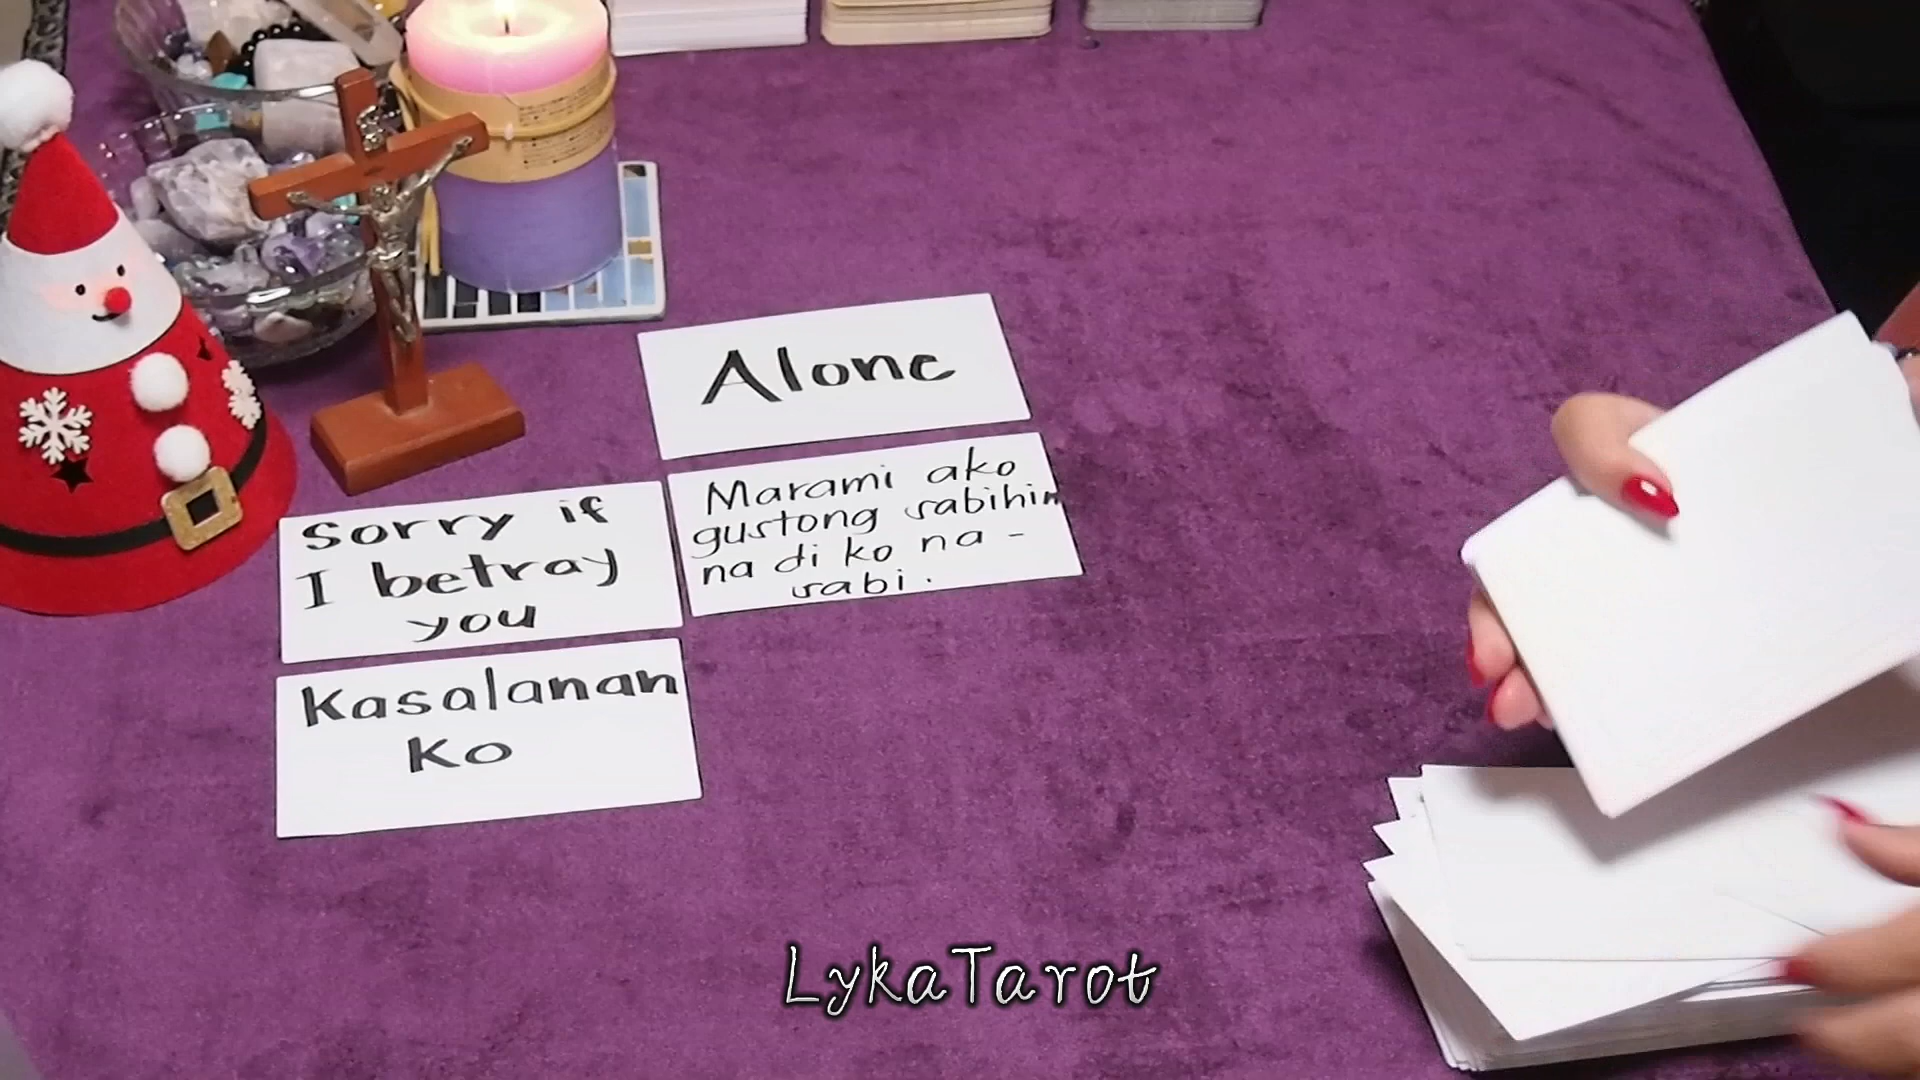 Alone
Marami ako
gustong sabihin
na di ko na -
sabi.
Sorry if
I betray
you
Kasalanan
Ko
LykaTarot